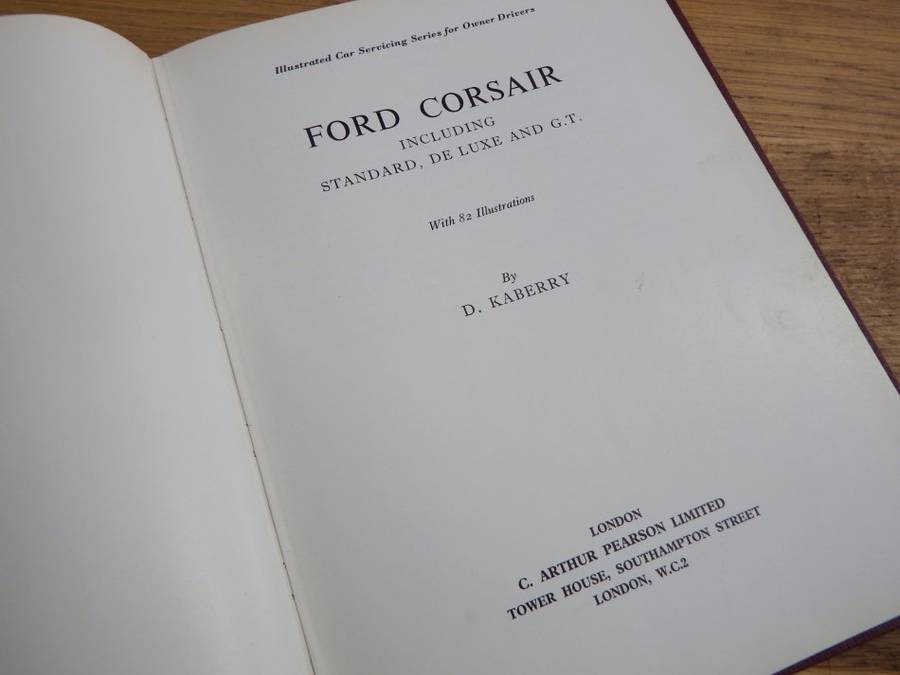 Illustrated Car Servicing Series for Owner Drivers
FORD CORSAIR
INCLUDING
STANDARD, DE LUXE AND G.T.
With 82 Illustrations
By
D. KABERRY
LONDON
C. ARTHUR PEARSON LIMITED
TOWER HOUSE, SOUTHAMPTON STREET
LONDON, W.C.2